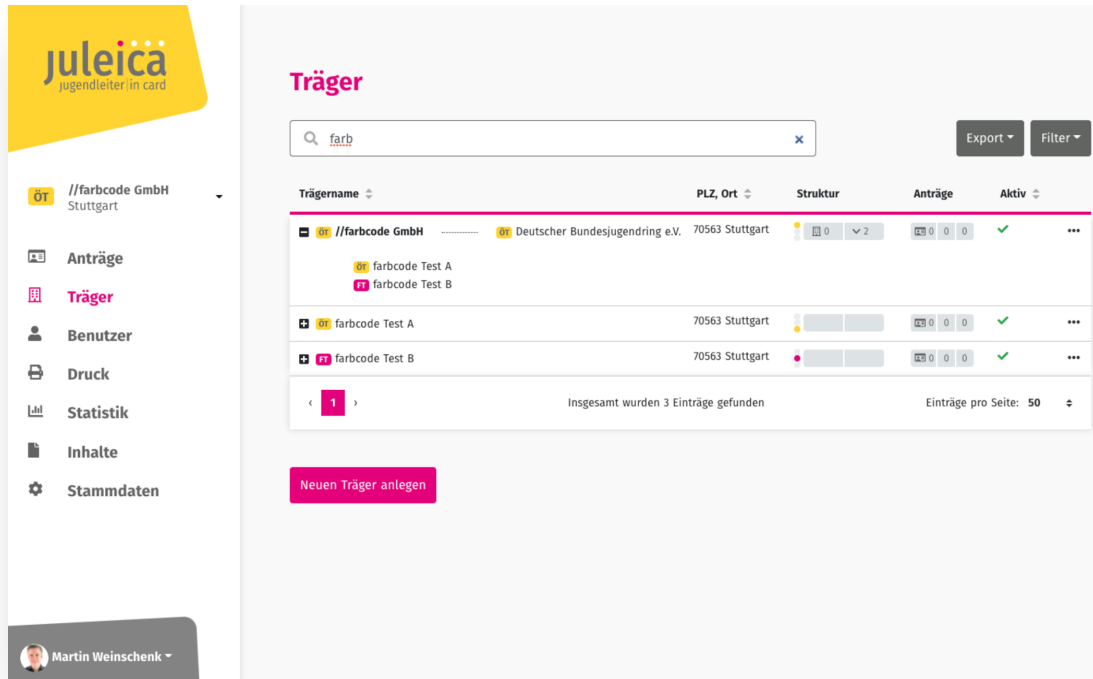 juleica
jugendleiter|in card
ÖT //farbcode GmbH
Stuttgart
Anträge
Träger
Benutzer
Druck
Statistik
Inhalte
Stammdaten
Martin Weinschenk
Träger
farb
Export
Filter
Trägername PLZ, Ort Struktur Anträge Aktiv
ÖT //farbcode GmbH ÖT Deutscher Bundesjugendring e.V. 70563 Stuttgart 0 2 0 0 0
ÖT farbcode Test A
FT farbcode Test B
ÖT farbcode Test A 70563 Stuttgart 0 0 0
FT farbcode Test B 70563 Stuttgart 0 0 0
‹ 1 › Insgesamt wurden 3 Einträge gefunden Einträge pro Seite: 50
Neuen Träger anlegen